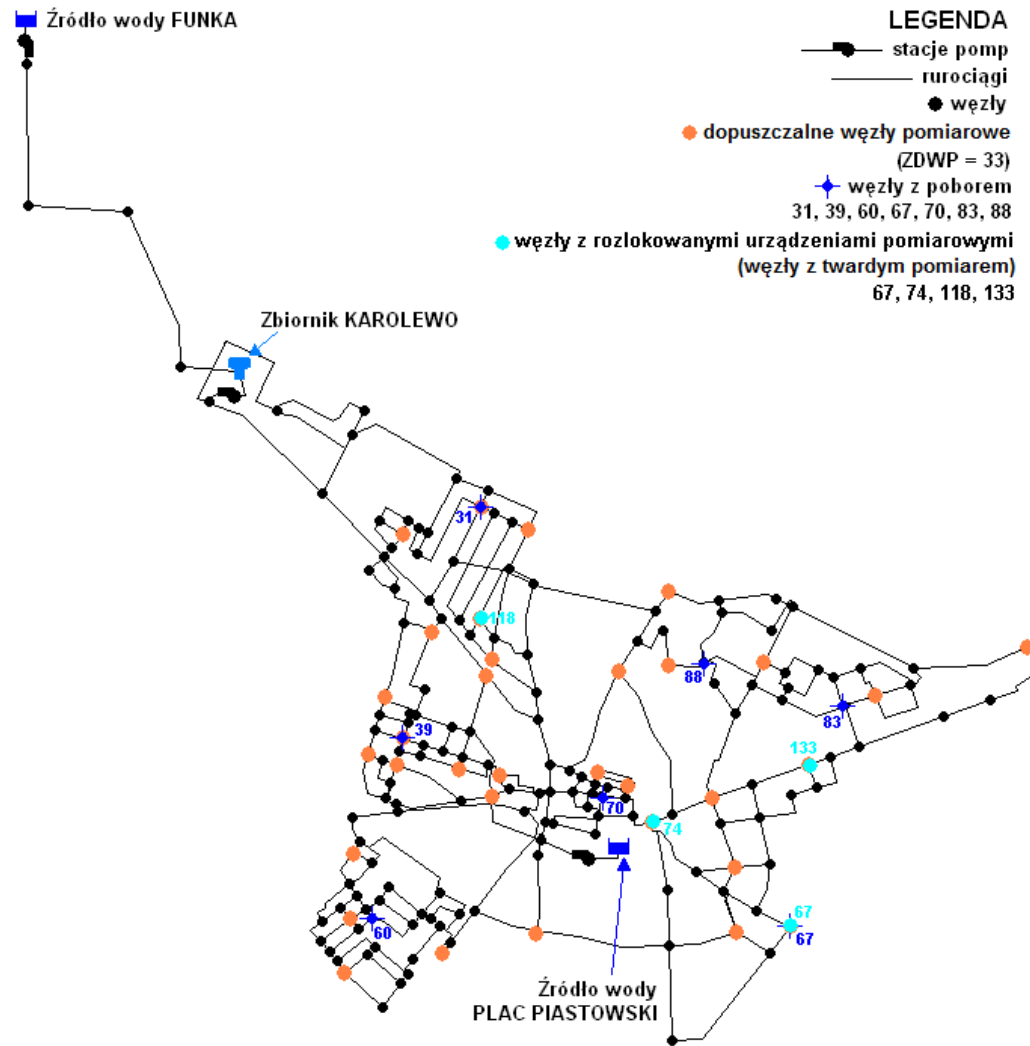 Źródło wody FUNKA
LEGENDA
stacje pomp
rurociągi
węzły
dopuszczalne węzły pomiarowe
(ZDWP = 33)
węzły z poborem
31, 39, 60, 67, 70, 83, 88
węzły z rozlokowanymi urządzeniami pomiarowymi
(węzły z twardym pomiarem)
67, 74, 118, 133
Zbiornik KAROLEWO
31
118
88
83
39
133
70
74
67
60
67
Źródło wody
PLAC PIASTOWSKI